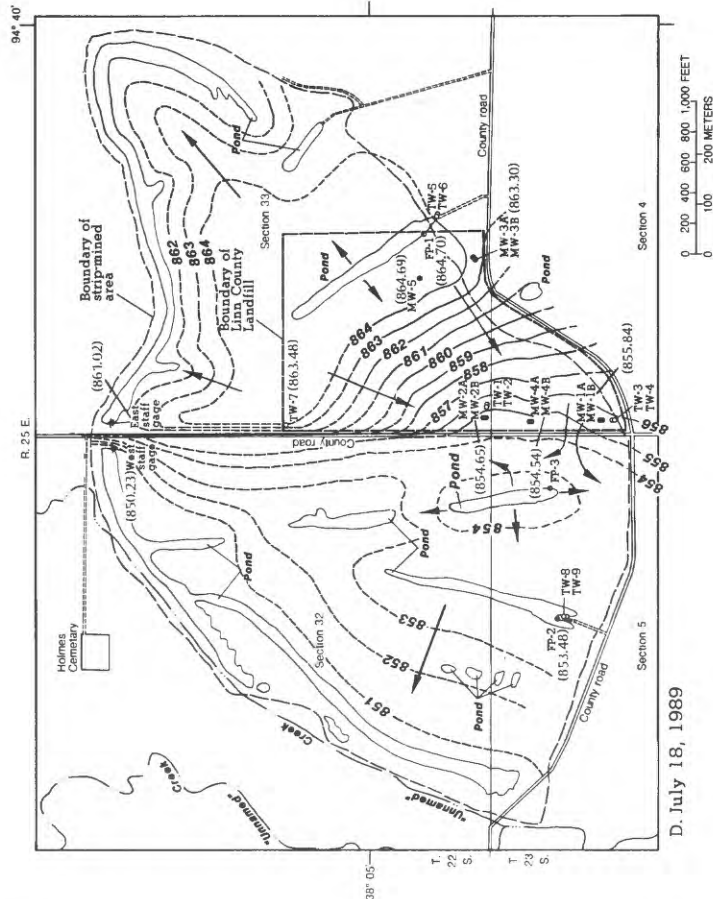 94° 40'
R. 25 E.
38° 05'
T. 22 S.
T. 23 S.
Boundary of
strip-mined
area
Boundary of
Linn County
Landfill
Section 33
862
863
864
Pond
County road
Section 4
0 200 400 600 800 1,000 FEET
0 100 200 METERS
(861.02)
East
staff
gage
TW-7 (863.48)
Pond
FP-1
TW-5
TW-6
(864.70)
(864.69)
MW-5
MW-3A
MW-3B (863.30)
Pond
864
863
862
861
860
859
858
857
MW-2A
MW-2B
TW-1
TW-2
MW-4A
MW-4B
MW-1A
MW-1B
(855.84)
TW-3
TW-4
856
855
854
County road
West
staff
gage
(850.23)
Pond
(854.65)
(854.54)
FP-3
854
Pond
Pond
Holmes
Cemetary
Section 32
853
852
851
FP-2
(853.48)
TW-8
TW-9
Pond
County road
Section 5
"Unnamed"
Creek
"Unnamed"
Creek
D. July 18, 1989